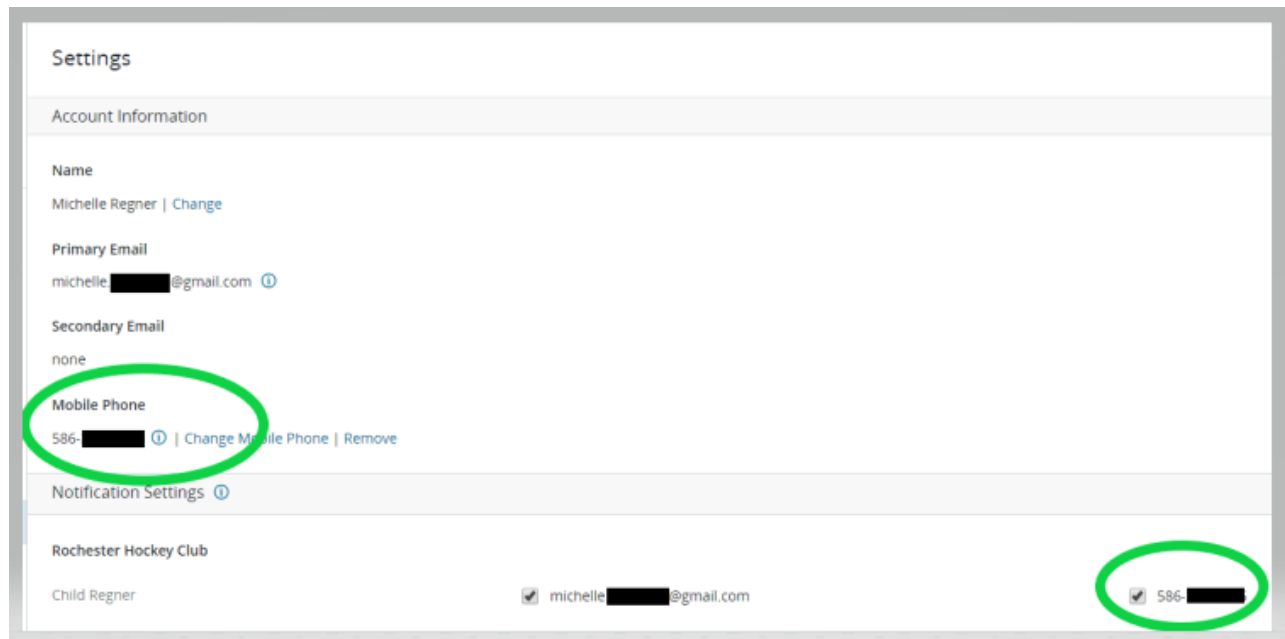 Settings
Account Information
Name
Michelle Regner | Change
Primary Email
michelle. @gmail.com
Secondary Email
none
Mobile Phone
586- | Change Mobile Phone | Remove
Notification Settings
Rochester Hockey Club
Child Regner michelle @gmail.com 586-